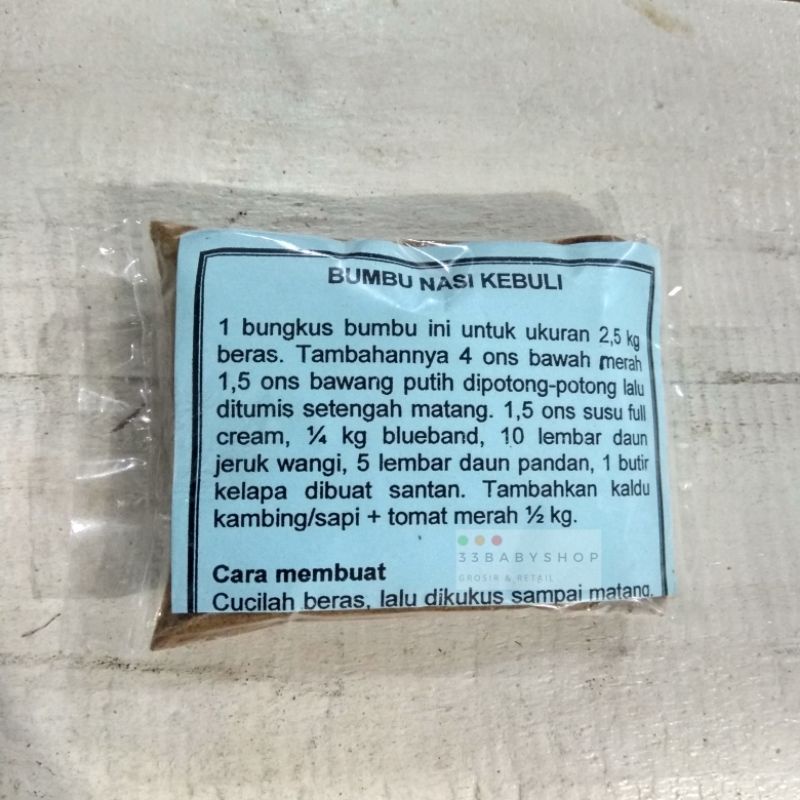 BUMBU NASI KEBULI
1 bungkus bumbu ini untuk ukuran 2,5 kg
beras. Tambahannya 4 ons bawah merah
1,5 ons bawang putih dipotong-potong lalu
ditumis setengah matang. 1,5 ons susu full
cream, ¼ kg blueband, 10 lembar daun
jeruk wangi, 5 lembar daun pandan, 1 butir
kelapa dibuat santan. Tambahkan kaldu
kambing/sapi + tomat merah ½ kg.
33BABYSHOP
GROSIR & RETAIL
Cara membuat
Cucilah beras, lalu dikukus sampai matang.